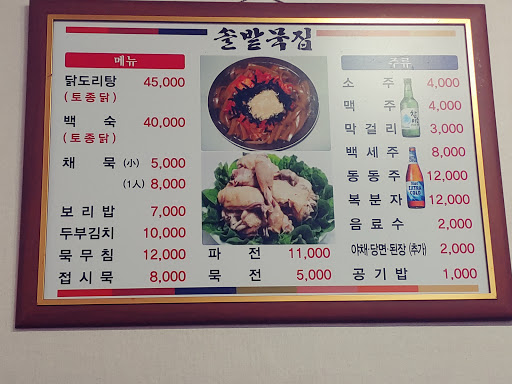 솔밭묵집
메뉴
닭도리탕 45,000
(토종닭)
백숙 40,000
(토종닭)
채묵 (小) 5,000
(1人) 8,000
보리밥 7,000
두부김치 10,000
묵무침 12,000
접시묵 8,000
파전 11,000
묵전 5,000
주류
소주 4,000
맥주 4,000
막걸리 3,000
백세주 8,000
동동주 12,000
복분자 12,000
음료수 2,000
야채·당면·된장 (추가) 2,000
공기밥 1,000
EXTRA
COLD